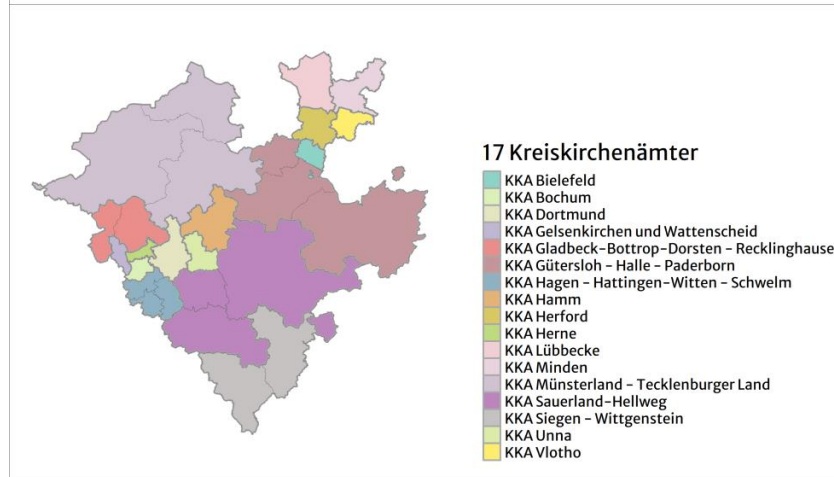 17 Kreiskirchenämter
KKA Bielefeld
KKA Bochum
KKA Dortmund
KKA Gelsenkirchen und Wattenscheid
KKA Gladbeck-Bottrop-Dorsten - Recklinghause
KKA Gütersloh - Halle - Paderborn
KKA Hagen - Hattingen-Witten - Schwelm
KKA Hamm
KKA Herford
KKA Herne
KKA Lübbecke
KKA Minden
KKA Münsterland - Tecklenburger Land
KKA Sauerland-Hellweg
KKA Siegen - Wittgenstein
KKA Unna
KKA Vlotho